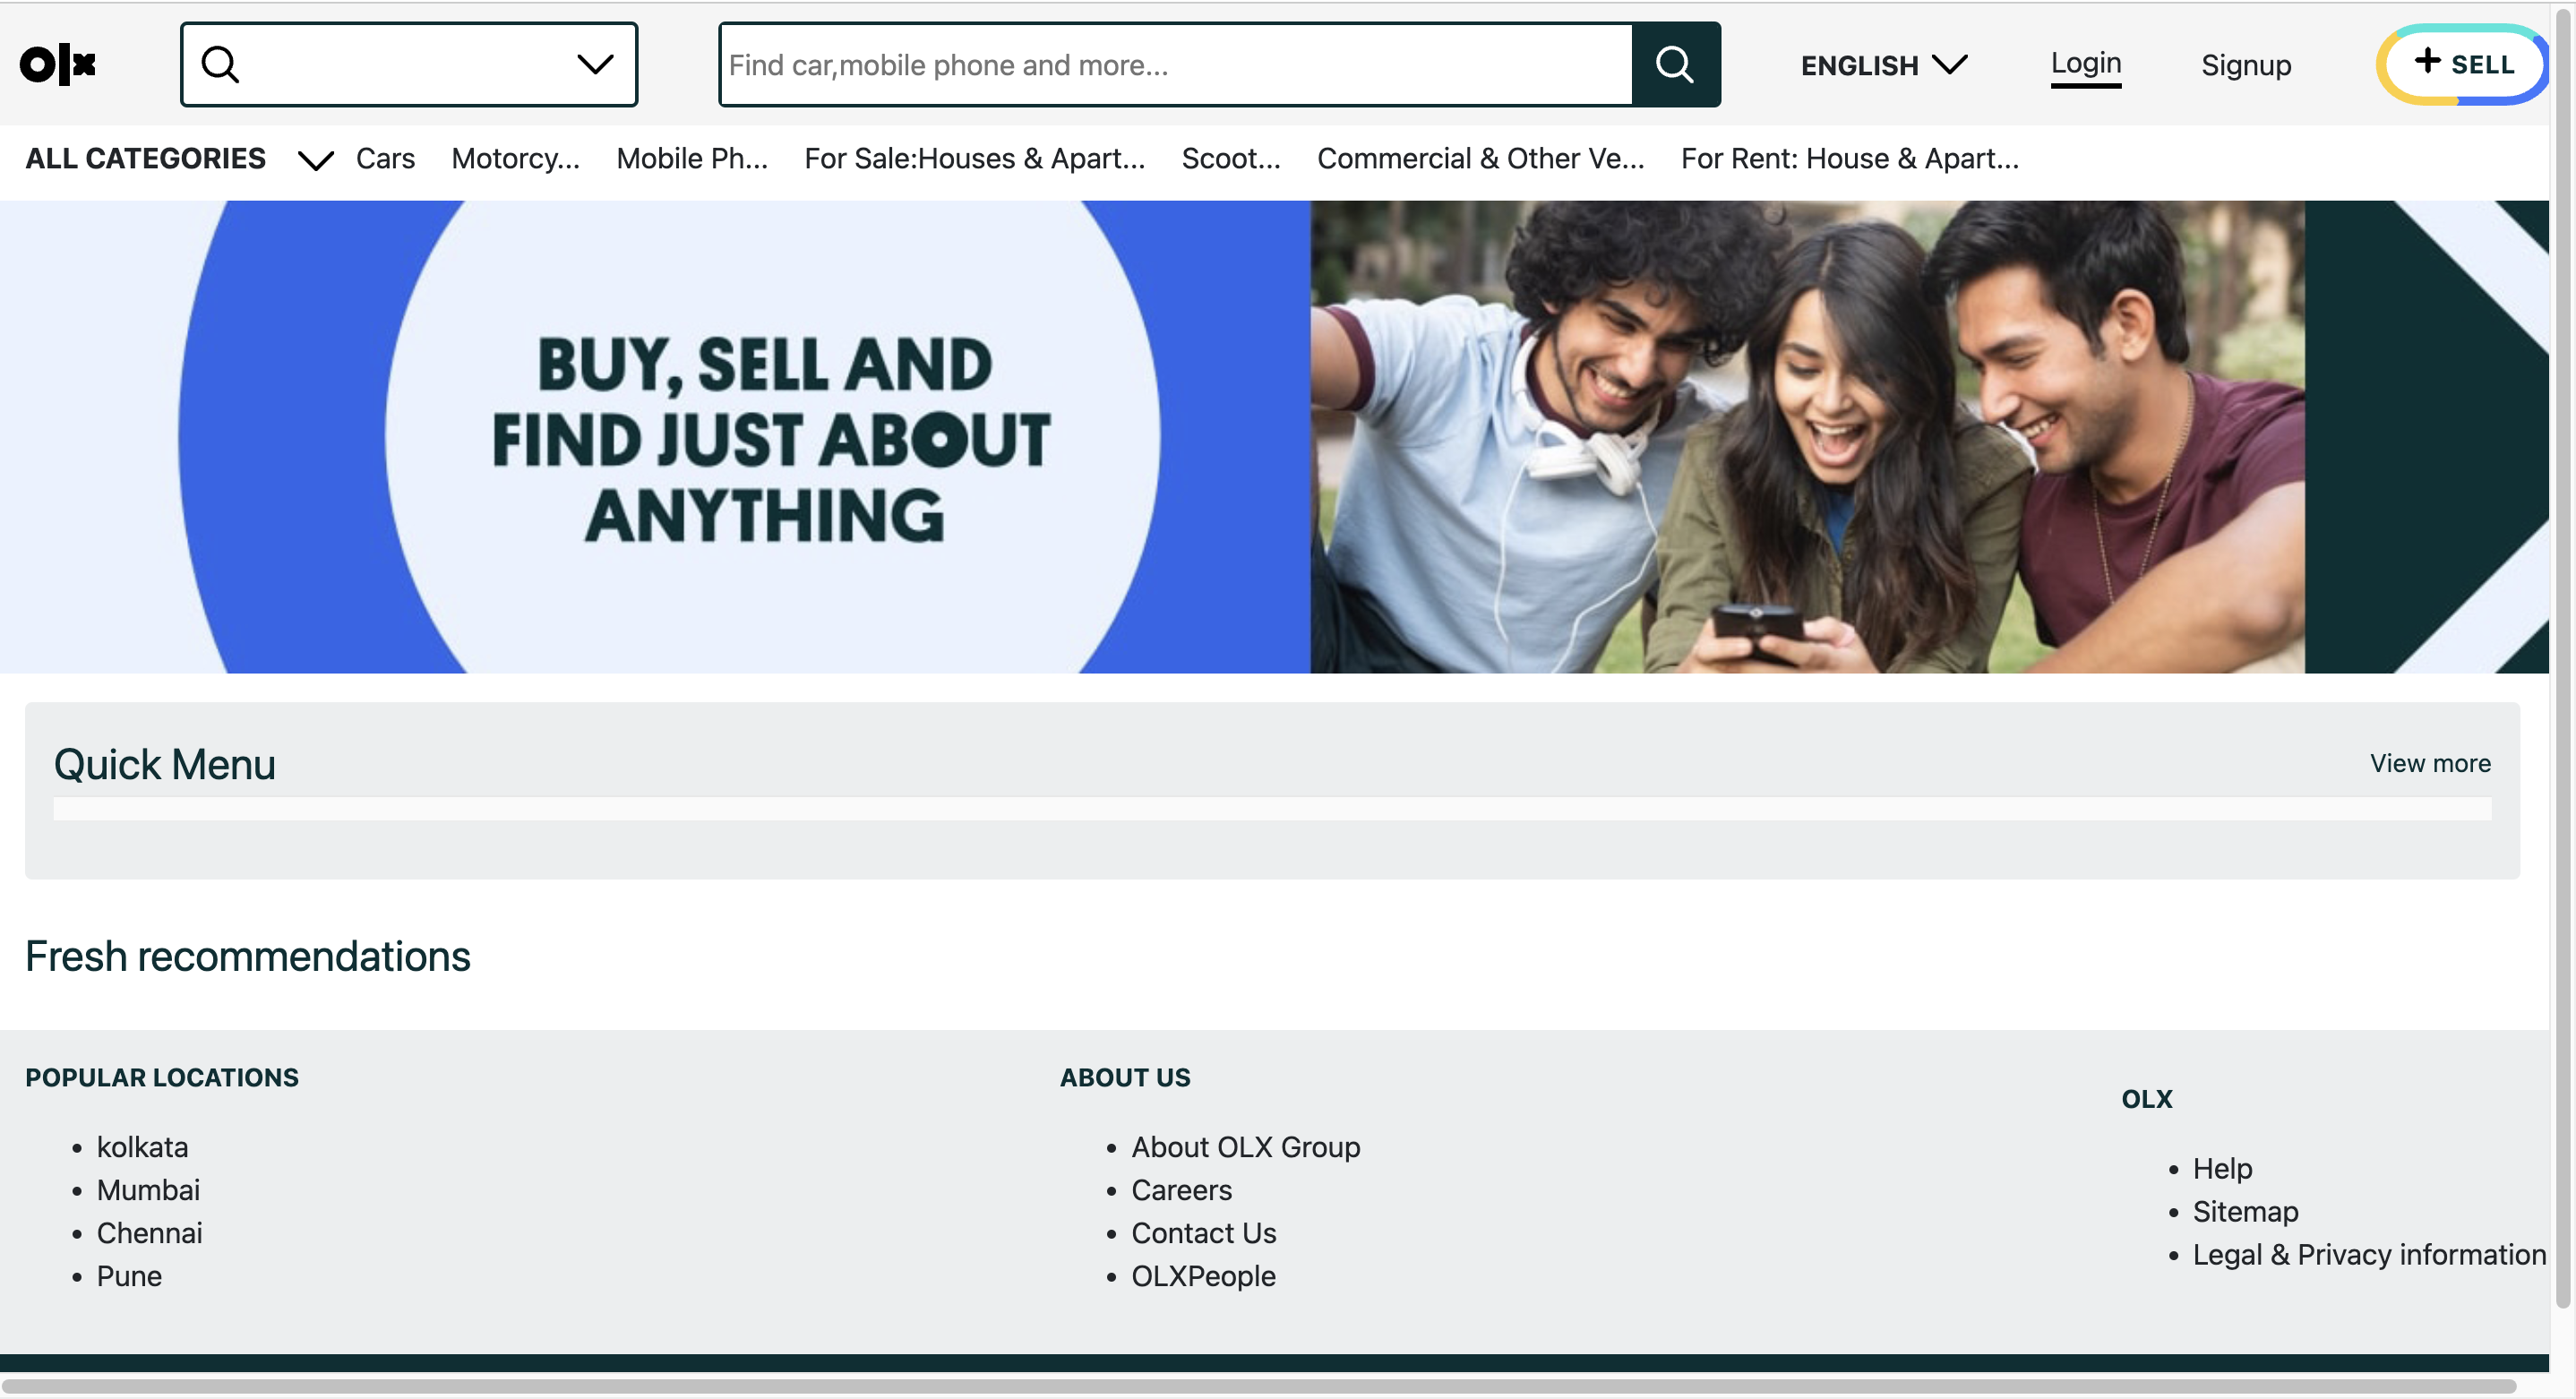 olx
Find car,mobile phone and more...
ENGLISH
Login
Signup
+ SELL
ALL CATEGORIES
Cars
Motorcy...
Mobile Ph...
For Sale:Houses & Apart...
Scoot...
Commercial & Other Ve...
For Rent: House & Apart...
BUY, SELL AND
FIND JUST ABOUT
ANYTHING
Quick Menu
View more
Fresh recommendations
POPULAR LOCATIONS
• kolkata
• Mumbai
• Chennai
• Pune
ABOUT US
• About OLX Group
• Careers
• Contact Us
• OLXPeople
OLX
• Help
• Sitemap
• Legal & Privacy information